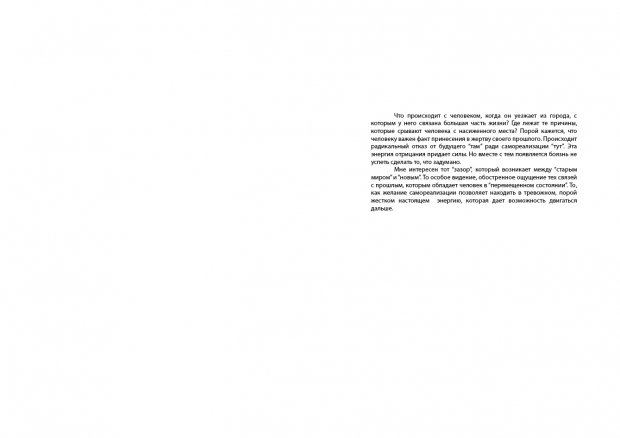 Что происходит с человеком, когда он уезжает из города, с
которым у него связана большая часть жизни? Где лежат те причины,
которые срывают человека с насиженного места? Порой кажется, что
человеку важен факт принесения в жертву своего прошлого. Происходит
радикальный отказ от будущего “там” ради самореализации “тут”. Эта
энергия отрицания придает силы. Но вместе с тем появляется боязнь не
успеть сделать то, что задумано.
Мне интересен тот “зазор”, который возникает между “старым
миром” и “новым”. То особое видение, обостренное ощущение тех связей
с прошлым, которым обладает человек в “перемещенном состоянии”. То,
как желание самореализации позволяет находить в тревожном, порой
жестком настоящем энергию, которая дает возможность двигаться
дальше.